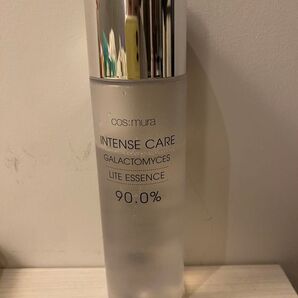 cos:mura
INTENSE CARE
GALACTOMYCES
LITE ESSENCE
90.0%